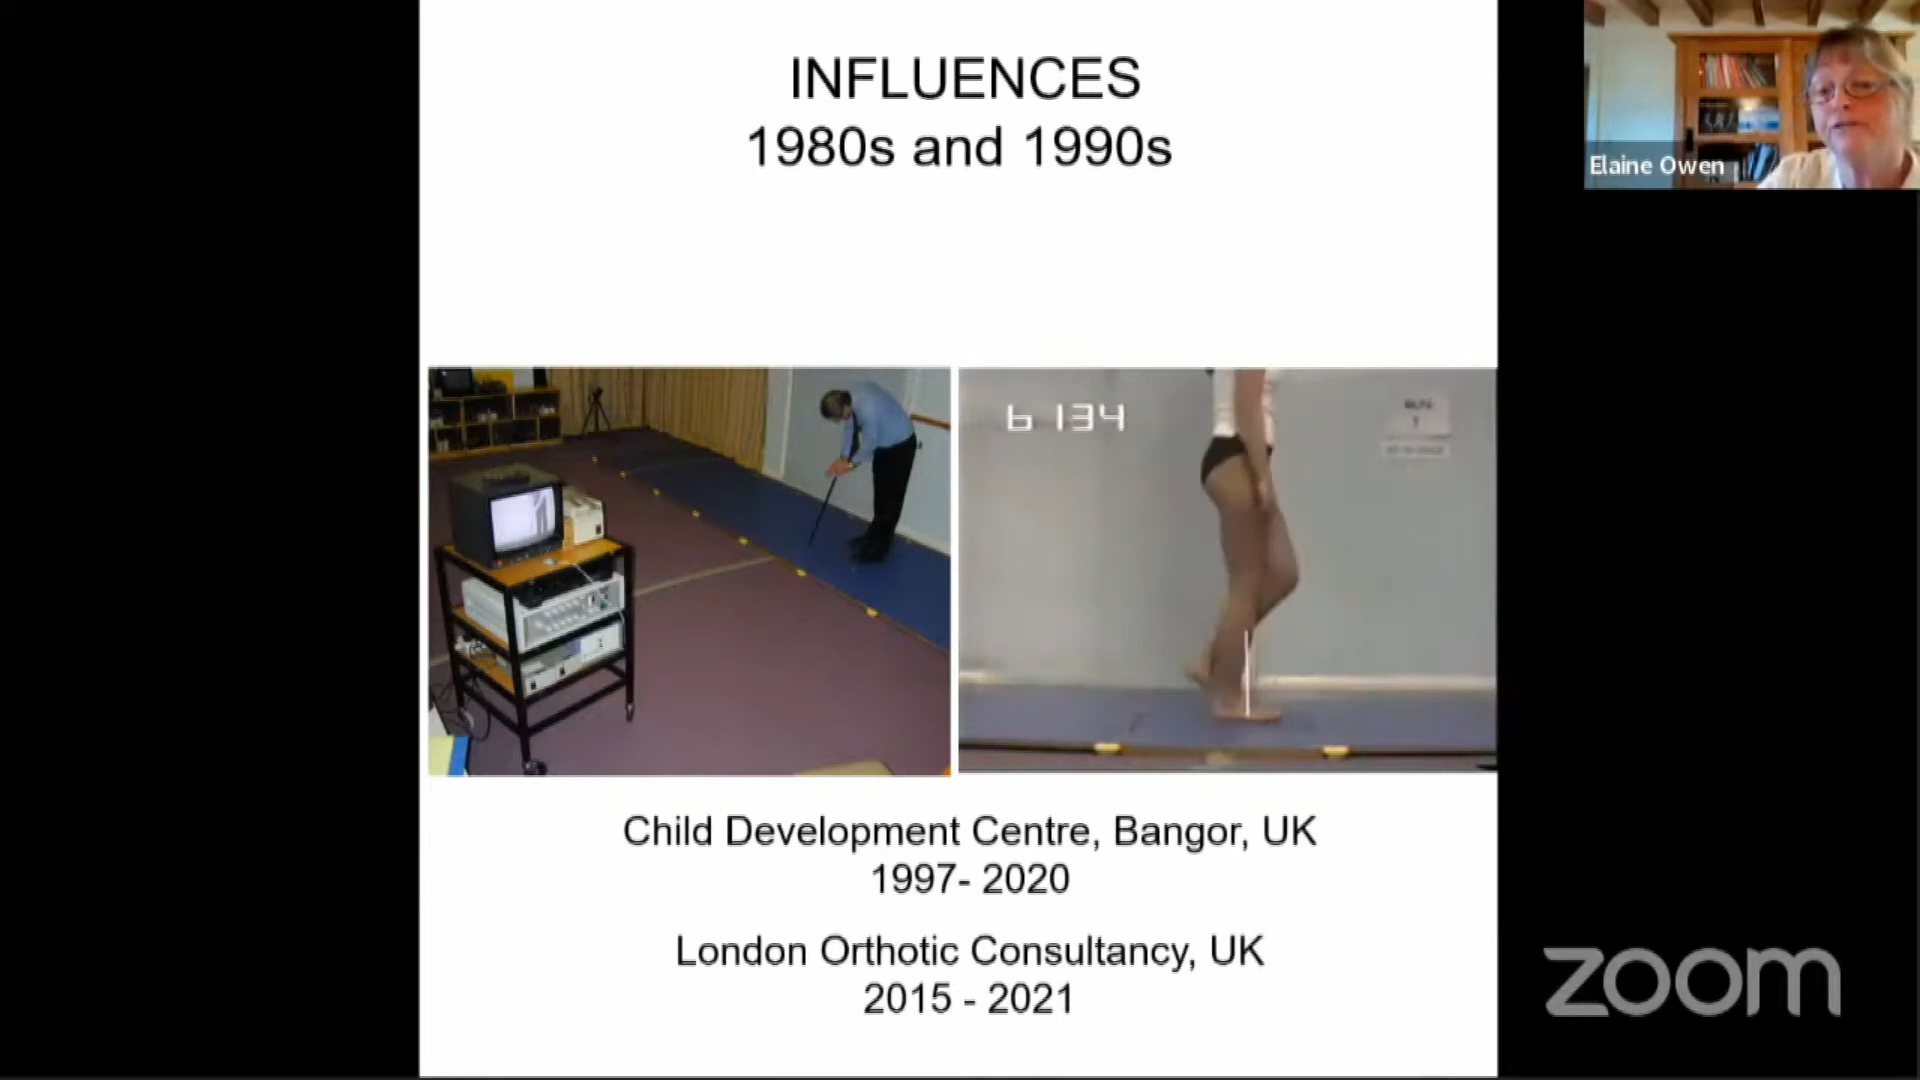 INFLUENCES
1980s and 1990s
Elaine Owen
6 134
Child Development Centre, Bangor, UK
1997- 2020
London Orthotic Consultancy, UK
2015 - 2021
zoom